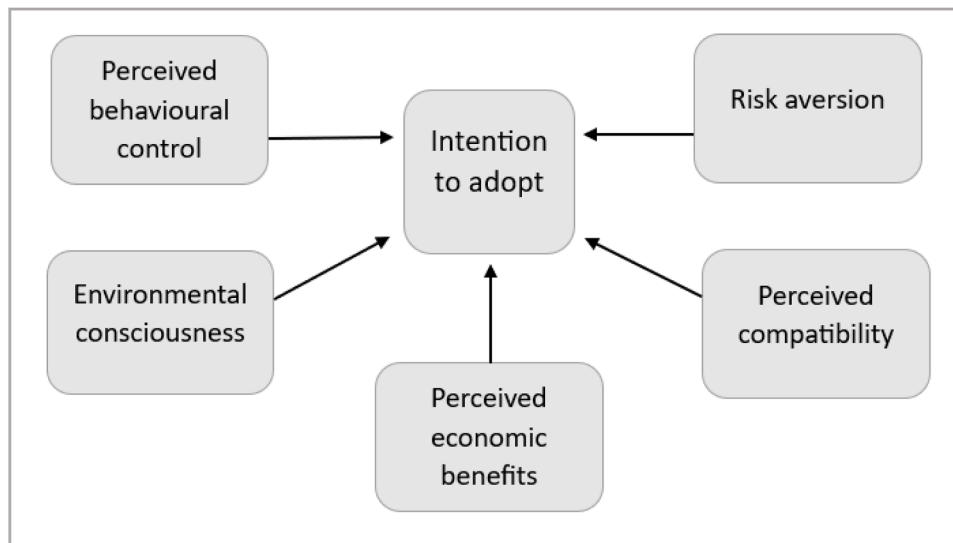 Perceived
behavioural
control
Intention
to adopt
Risk aversion
Environmental
consciousness
Perceived
economic
benefits
Perceived
compatibility